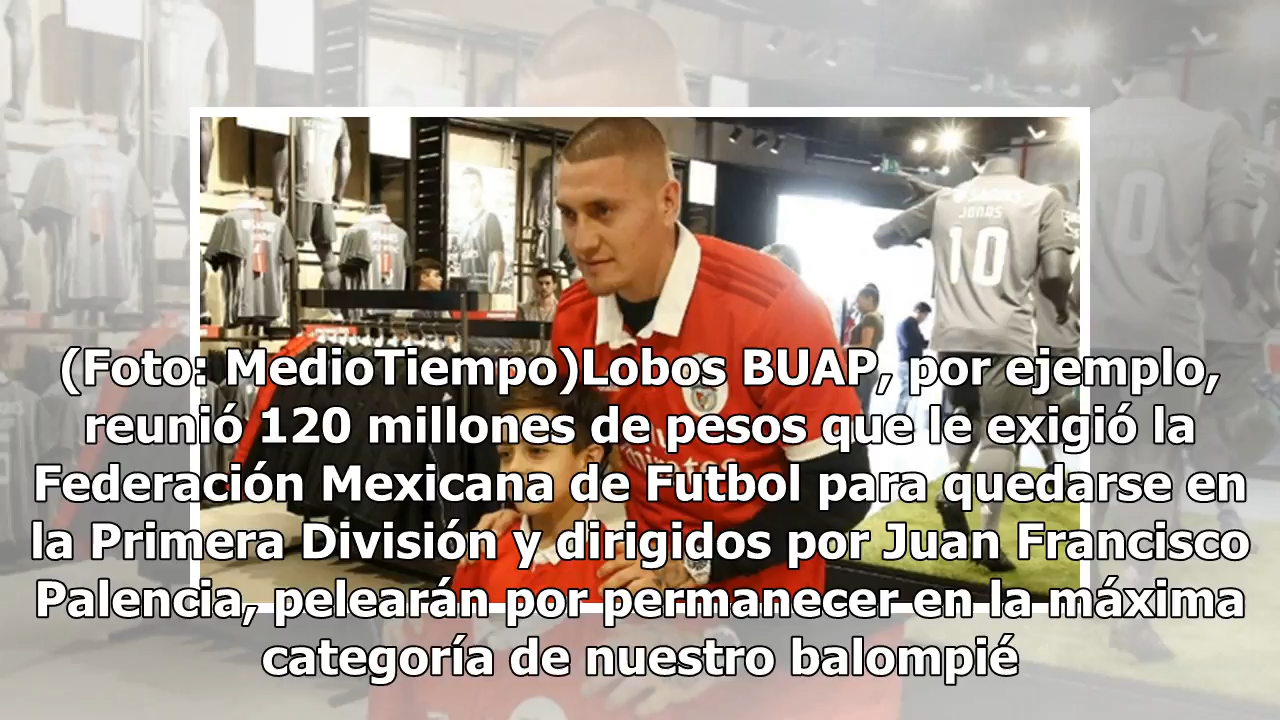 JONAS
10
(Foto: MedioTiempo)Lobos BUAP, por ejemplo,
reunió 120 millones de pesos que le exigió la
Federación Mexicana de Futbol para quedarse en
la Primera División y dirigidos por Juan Francisco
Palencia, pelearán por permanecer en la máxima
categoría de nuestro balompié